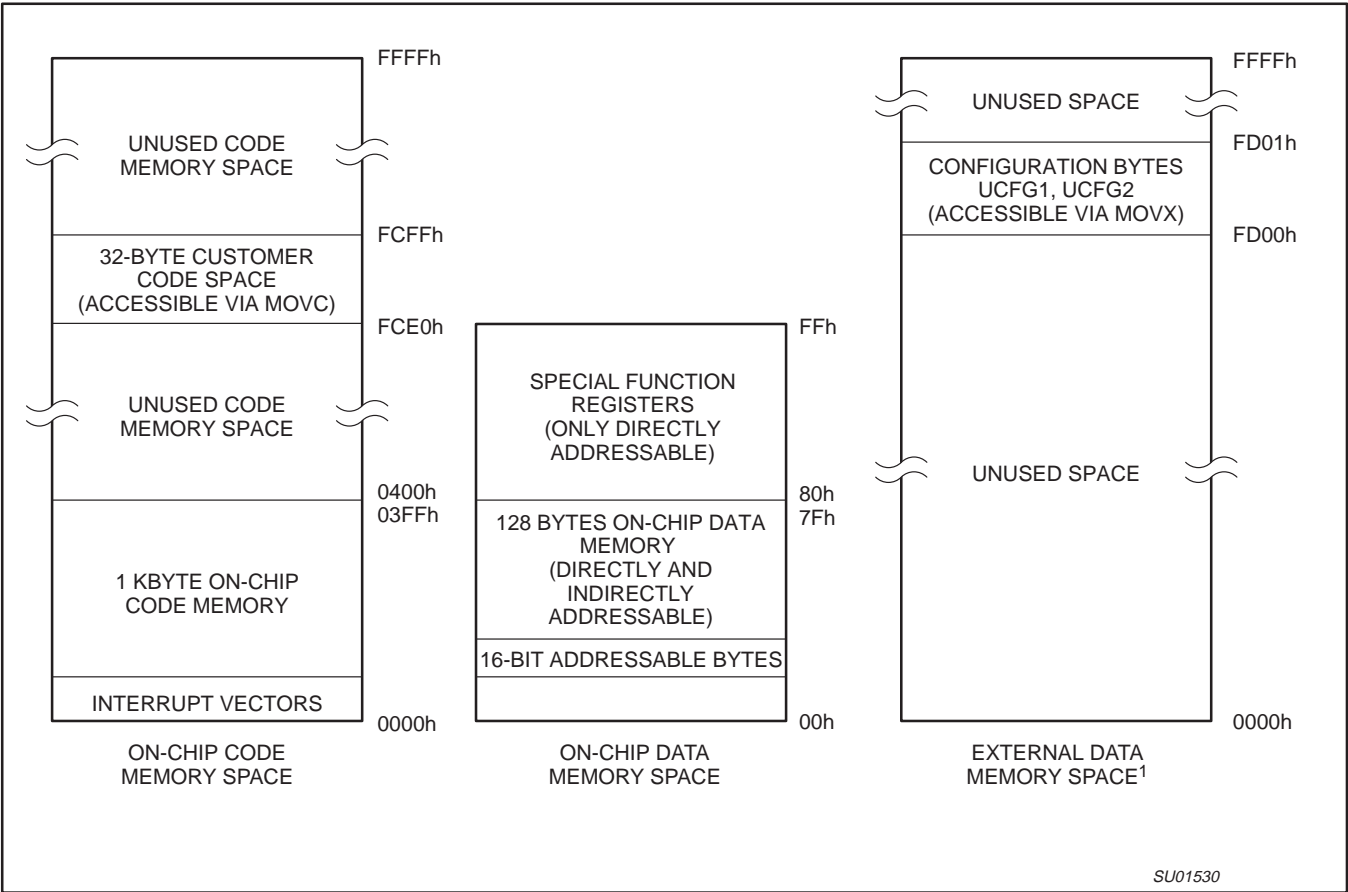 FFFFh
UNUSED CODE
MEMORY SPACE
FCFFh
32-BYTE CUSTOMER
CODE SPACE
(ACCESSIBLE VIA MOVC)
FCE0h
UNUSED CODE
MEMORY SPACE
0400h
03FFh
1 KBYTE ON-CHIP
CODE MEMORY
INTERRUPT VECTORS
0000h
ON-CHIP CODE
MEMORY SPACE
FFh
SPECIAL FUNCTION
REGISTERS
(ONLY DIRECTLY
ADDRESSABLE)
80h
7Fh
128 BYTES ON-CHIP DATA
MEMORY
(DIRECTLY AND
INDIRECTLY
ADDRESSABLE)
16-BIT ADDRESSABLE BYTES
00h
ON-CHIP DATA
MEMORY SPACE
FFFFh
UNUSED SPACE
FD01h
CONFIGURATION BYTES
UCFG1, UCFG2
(ACCESSIBLE VIA MOVX)
FD00h
UNUSED SPACE
0000h
EXTERNAL DATA
MEMORY SPACE1
SU01530